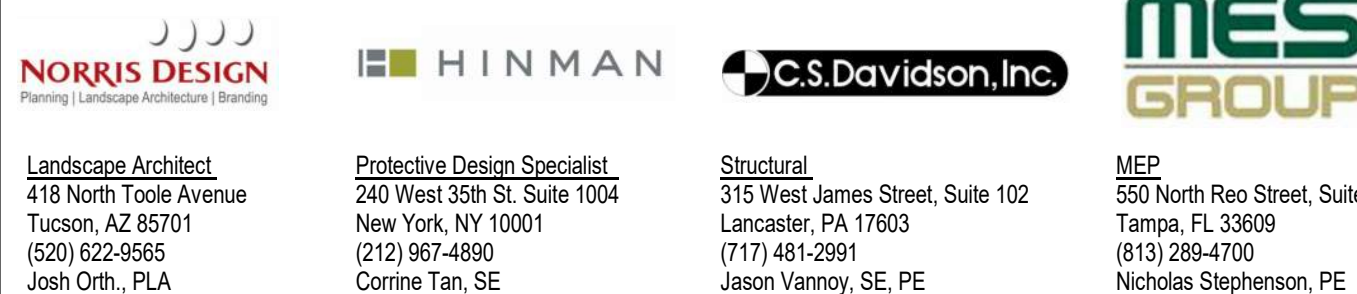 NORRIS DESIGN
Planning | Landscape Architecture | Branding
Landscape Architect
418 North Toole Avenue
Tucson, AZ 85701
(520) 622-9565
Josh Orth., PLA
HINMAN
Protective Design Specialist
240 West 35th St. Suite 1004
New York, NY 10001
(212) 967-4890
Corrine Tan, SE
C.S.Davidson, Inc.
Structural
315 West James Street, Suite 102
Lancaster, PA 17603
(717) 481-2991
Jason Vannoy, SE, PE
MES
GROUP
MEP
550 North Reo Street, Suite
Tampa, FL 33609
(813) 289-4700
Nicholas Stephenson, PE